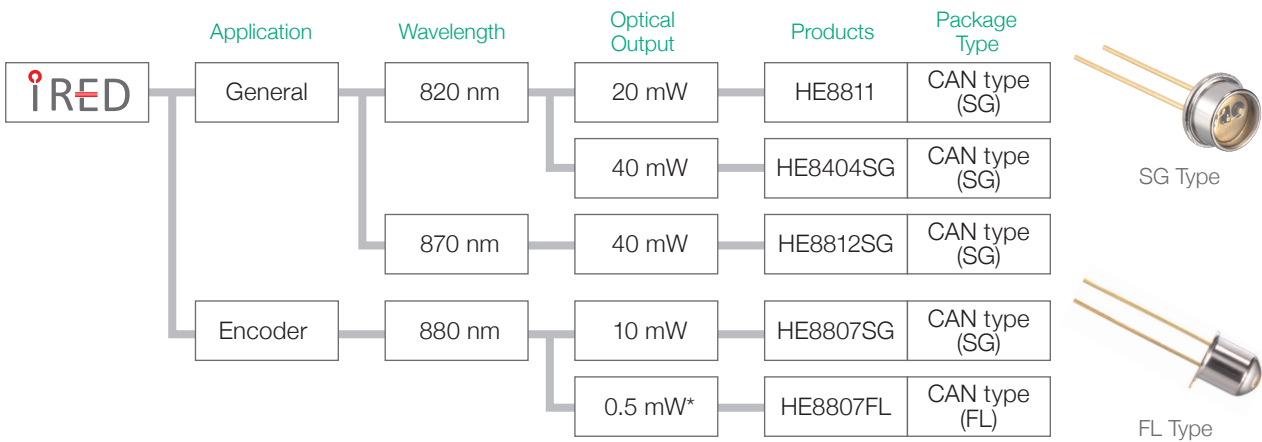 Application
Wavelength
Optical
Output
Products
Package
Type
iRED
General
820 nm
20 mW
HE8811
CAN type
(SG)
40 mW
HE8404SG
CAN type
(SG)
SG Type
870 nm
40 mW
HE8812SG
CAN type
(SG)
Encoder
880 nm
10 mW
HE8807SG
CAN type
(SG)
0.5 mW*
HE8807FL
CAN type
(FL)
FL Type